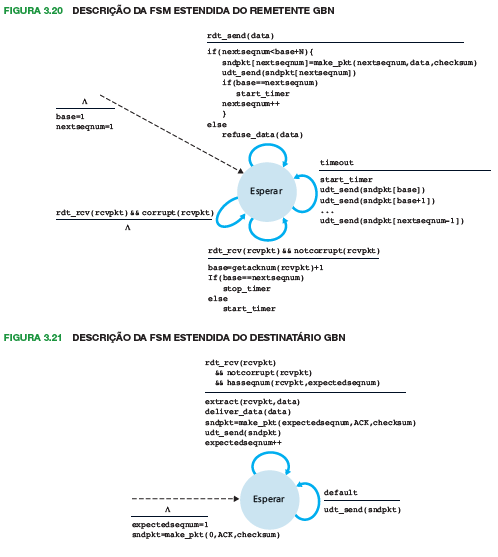 FIGURA 3.20 DESCRIÇÃO DA FSM ESTENDIDA DO REMETENTE GBN
rdt_send(data)
if(nextseqnum<base+N){
sndpkt[nextseqnum]=make_pkt(nextseqnum,data,checksum)
udt_send(sndpkt[nextseqnum])
if(base==nextseqnum)
start_timer
nextseqnum++
}
else
refuse_data(data)
Λ
base=1
nextseqnum=1
Esperar
timeout
start_timer
udt_send(sndpkt[base])
udt_send(sndpkt[base+1])
...
udt_send(sndpkt[nextseqnum-1])
rdt_rcv(rcvpkt) && corrupt(rcvpkt)
Λ
rdt_rcv(rcvpkt) && notcorrupt(rcvpkt)
base=getacknum(rcvpkt)+1
If(base==nextseqnum)
stop_timer
else
start_timer
FIGURA 3.21 DESCRIÇÃO DA FSM ESTENDIDA DO DESTINATÁRIO GBN
rdt_rcv(rcvpkt)
&& notcorrupt(rcvpkt)
&& hasseqnum(rcvpkt,expectedseqnum)
extract(rcvpkt,data)
deliver_data(data)
sndpkt=make_pkt(expectedseqnum,ACK,checksum)
udt_send(sndpkt)
expectedseqnum++
Esperar
default
udt_send(sndpkt)
Λ
expectedseqnum=1
sndpkt=make_pkt(0,ACK,checksum)